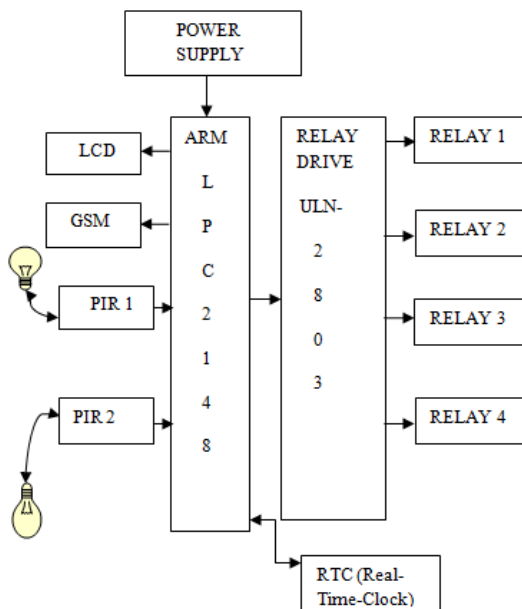 POWER
SUPPLY
ARM
L
P
C
2
1
4
8
LCD
GSM
PIR 1
PIR 2
RELAY
DRIVE
ULN-
2
8
0
3
RELAY 1
RELAY 2
RELAY 3
RELAY 4
RTC (Real-
Time-Clock)